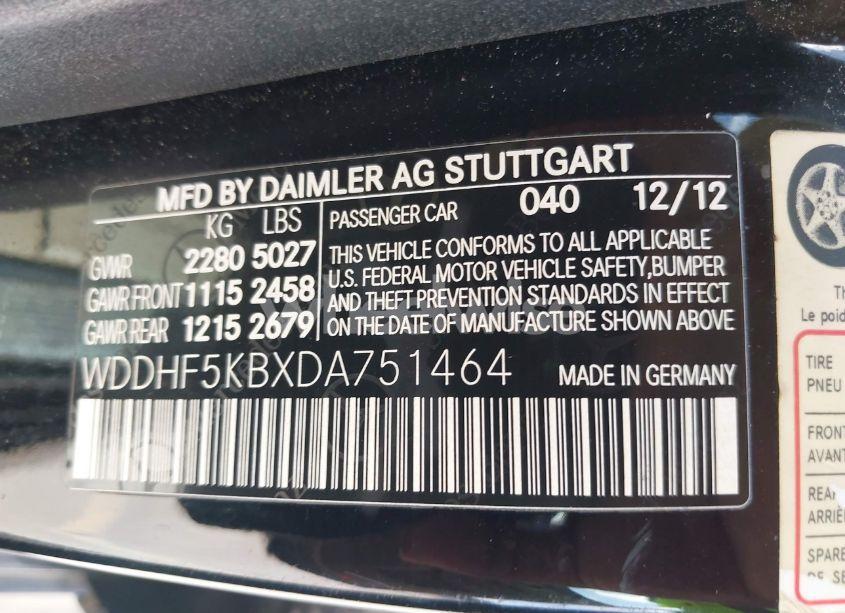 MFD BY DAIMLER AG STUTTGART
KG LBS
GVWR 2280 5027
GAWR FRONT 1115 2458
GAWR REAR 1215 2679
PASSENGER CAR 040 12/12
THIS VEHICLE CONFORMS TO ALL APPLICABLE
U.S. FEDERAL MOTOR VEHICLE SAFETY,BUMPER
AND THEFT PREVENTION STANDARDS IN EFFECT
ON THE DATE OF MANUFACTURE SHOWN ABOVE
WDDHF5KBXDA751464 MADE IN GERMANY
Le
TIRE
PNEU
FRONT
AVANT
SPARE
DE